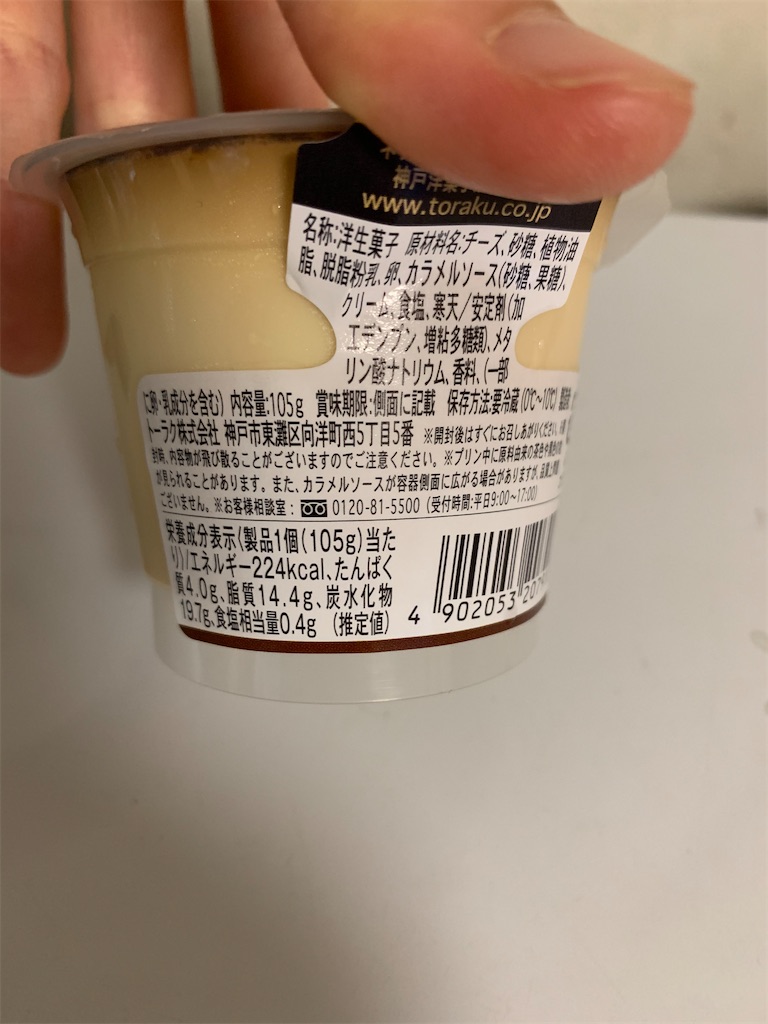 神戸洋菓子
www.toraku.co.jp
名称:洋生菓子 原材料名:チーズ、砂糖、植物油
脂、脱脂粉乳、卵、カラメルソース(砂糖、果糖)、
クリーム、食塩、寒天/安定剤(加
工デンプン、増粘多糖類)、メタ
リン酸ナトリウム、香料、(一部
に卵・乳成分を含む) 内容量:105g 賞味期限:側面に記載 保存方法:要冷蔵(0℃~10℃)
トーラク株式会社 神戸市東灘区向洋町西5丁目5番 ※開封後はすぐにお召しあがりください。
封時、内容物が飛び散ることがございますのでご注意ください。※プリン中に原料由来の茶色や
が見られることがあります。また、カラメルソースが容器側面に広がる場合がありますが、品質上
ございません。※お客様相談室: 0120-81-5500 (受付時間:平日9:00~17:00)
栄養成分表示(製品1個(105g)当た
り)/エネルギー224kcal、たんぱく
質4.0g、脂質14.4g、炭水化物
19.7g、食塩相当量0.4g (推定値)
4 902053 207